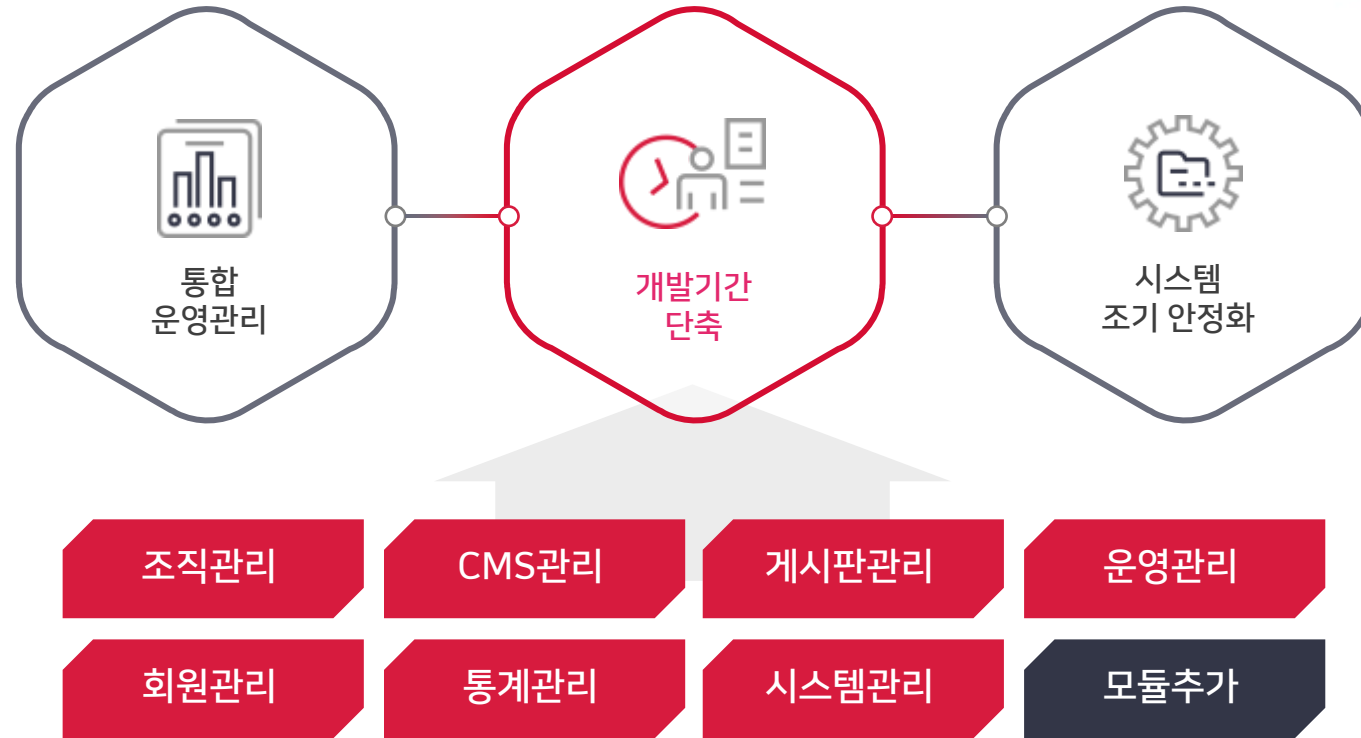 통합
운영관리
개발기간
단축
시스템
조기 안정화
조직관리
CMS관리
게시판관리
운영관리
회원관리
통계관리
시스템관리
모듈추가